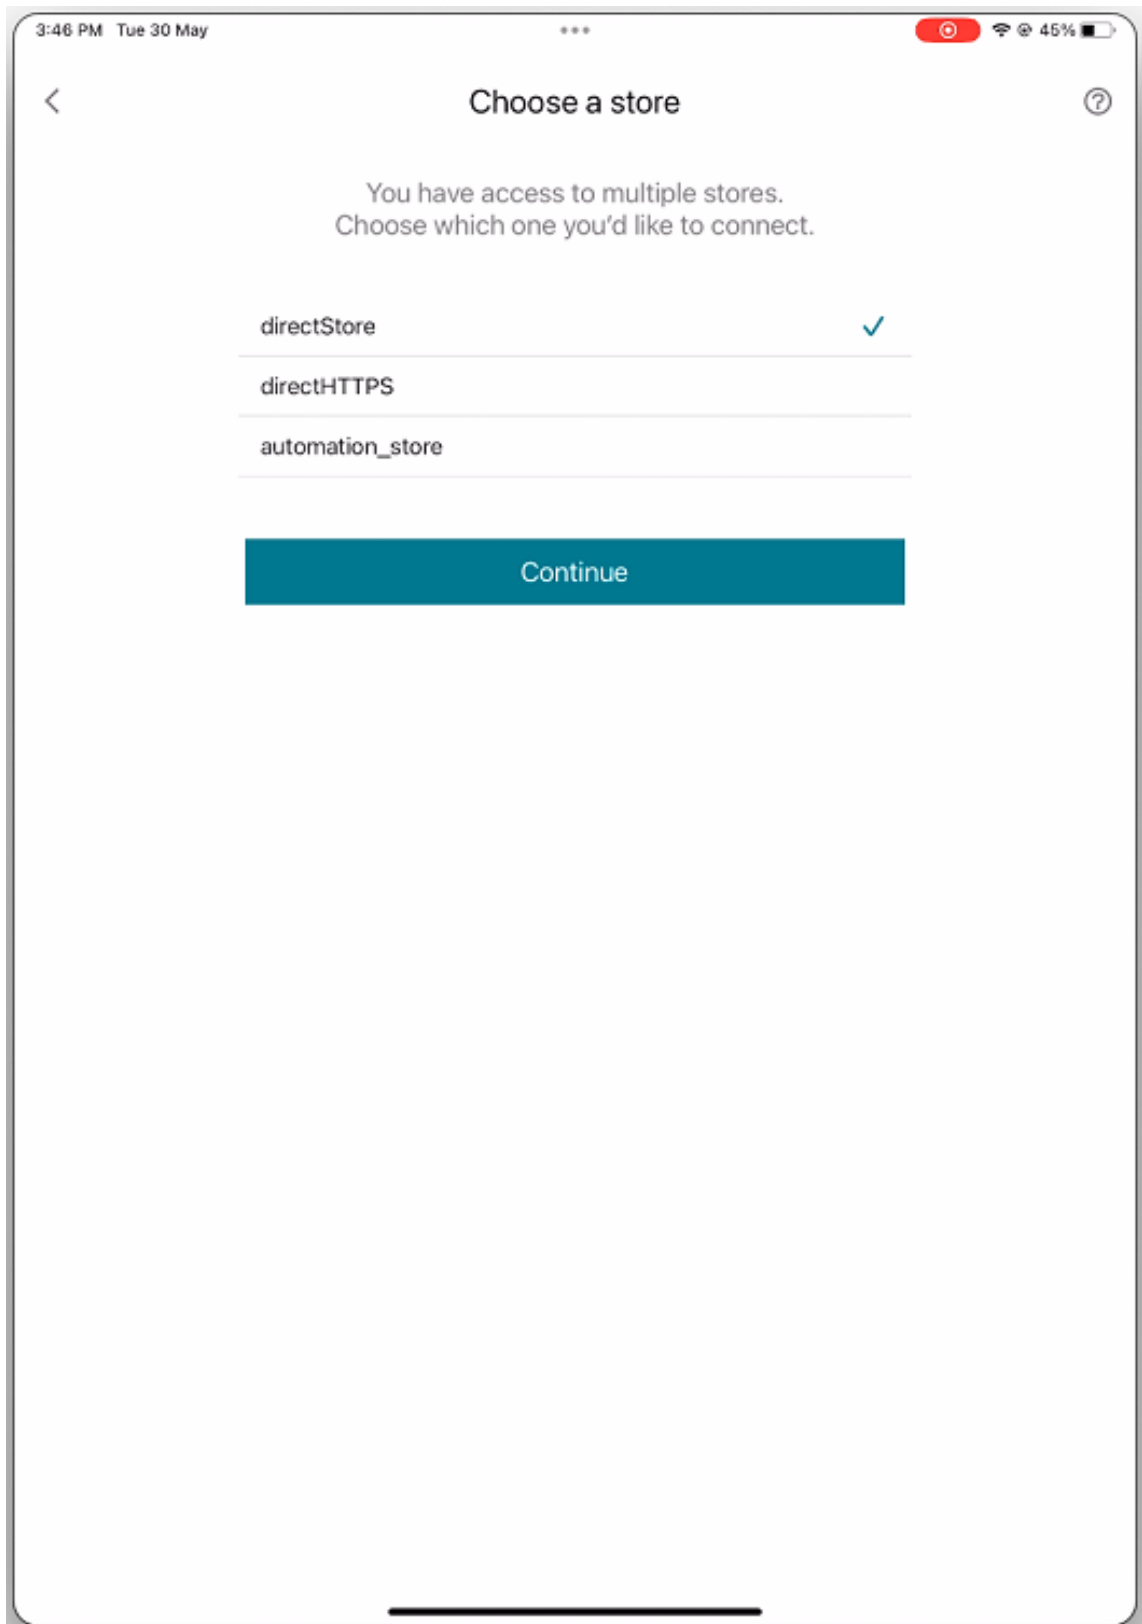 3:46 PM Tue 30 May
45%
Choose a store
You have access to multiple stores.
Choose which one you'd like to connect.
directStore
directHTTPS
automation_store
Continue